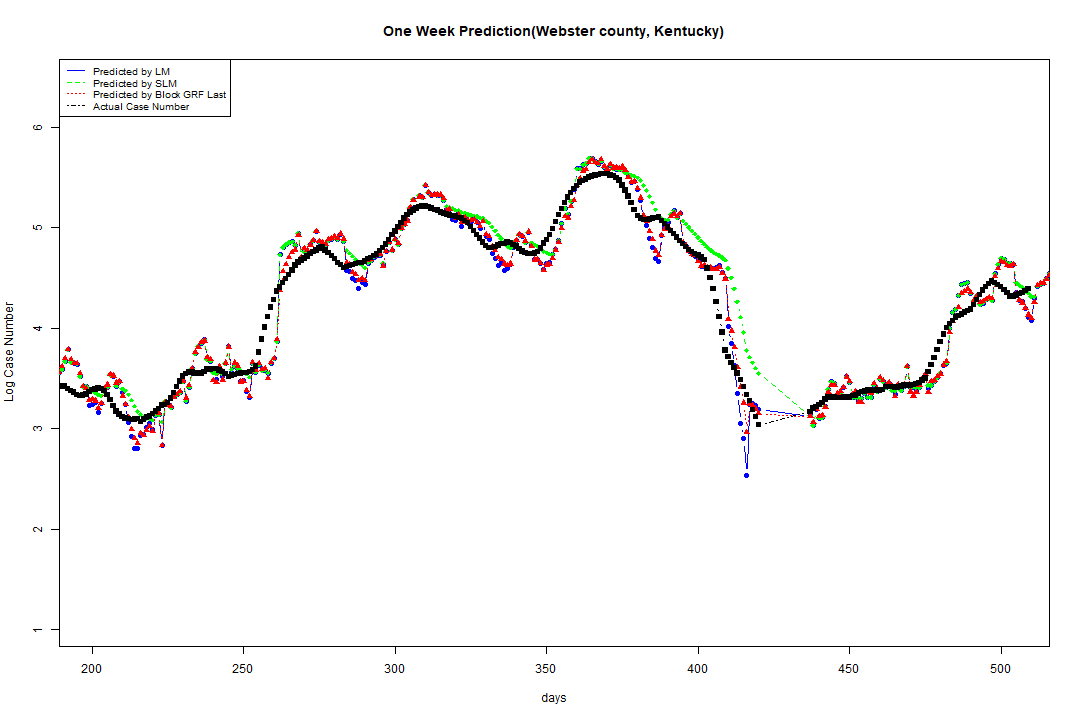 One Week Prediction(Webster county, Kentucky)
Predicted by LM
Predicted by SLM
Predicted by Block GRF Last
Actual Case Number
6
5
4
3
2
1
Log Case Number
200 250 300 350 400 450 500
days